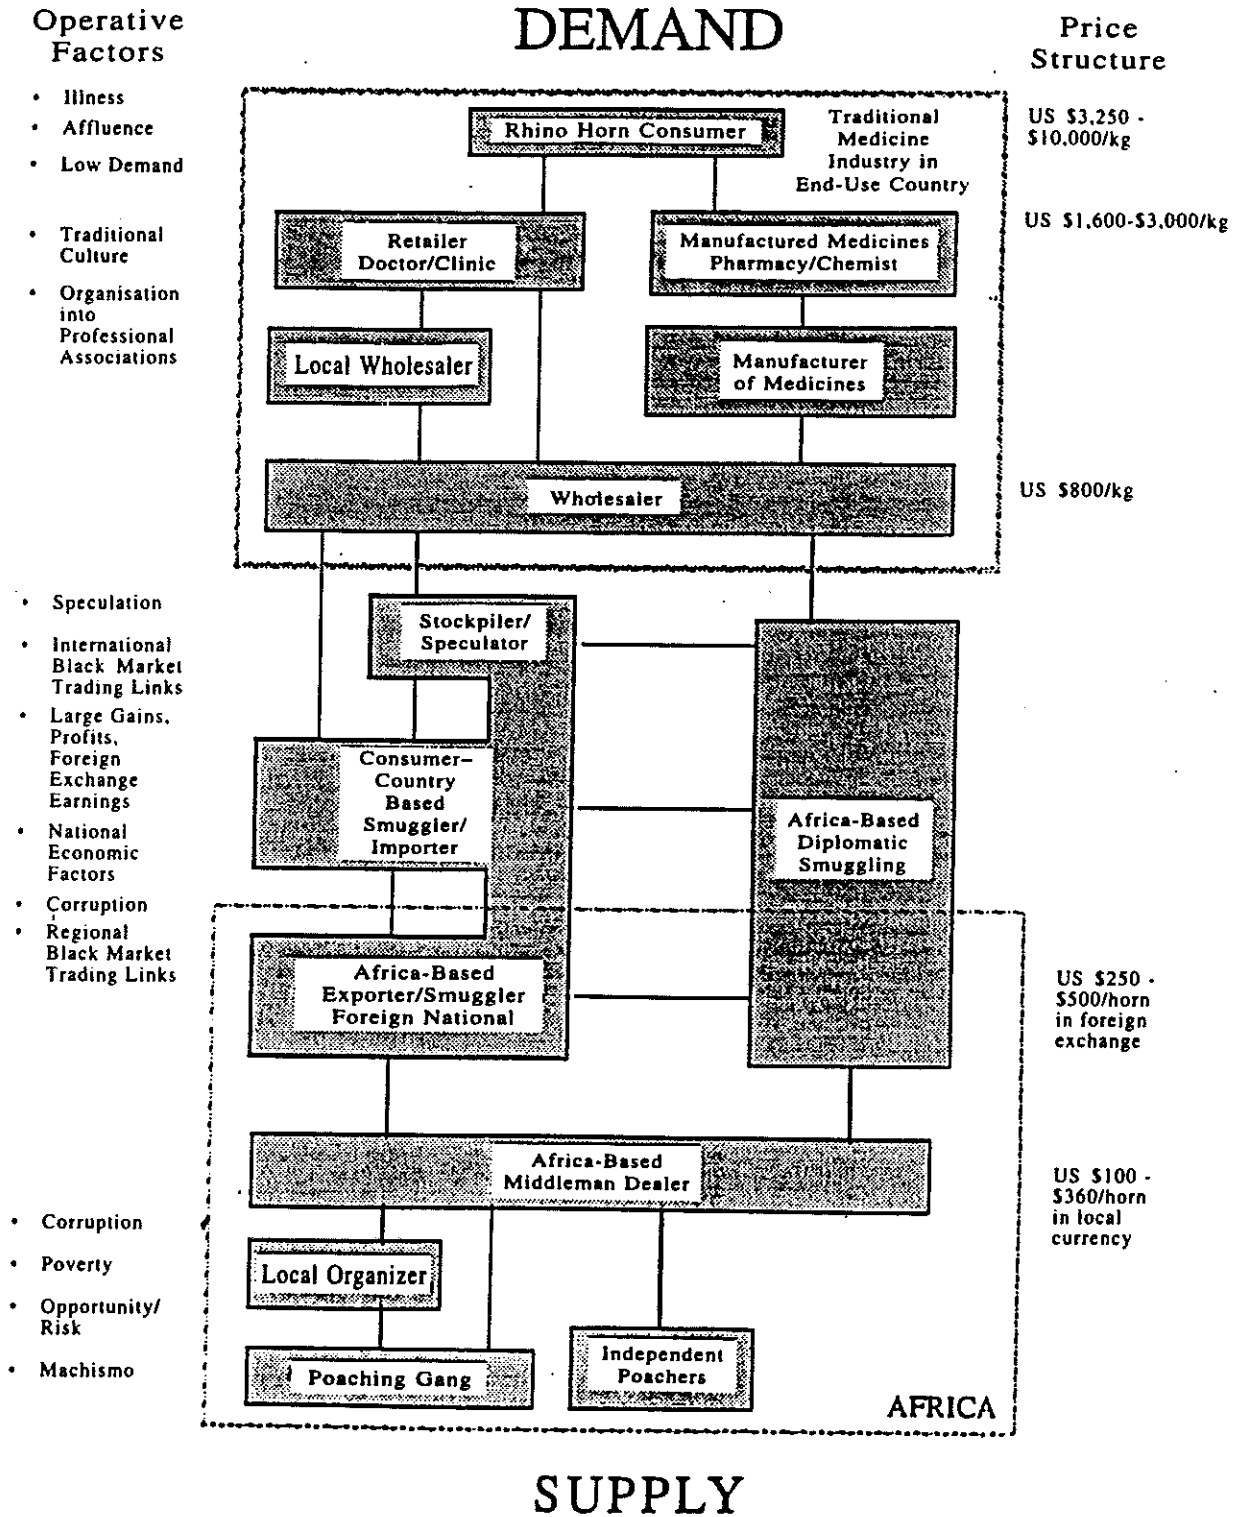 Operative
Factors
DEMAND
Price
Structure
• Illness
• Affluence
• Low Demand
• Traditional
Culture
• Organisation
into
Professional
Associations
Rhino Horn Consumer
Traditional
Medicine
Industry in
End-Use Country
US $3,250 -
$10,000/kg
Retailer
Doctor/Clinic
Manufactured Medicines
Pharmacy/Chemist
US $1,600-$3,000/kg
Local Wholesaler
Manufacturer
of Medicines
Wholesaler
US $800/kg
• Speculation
• International
Black Market
Trading Links
• Large Gains,
Profits,
Foreign
Exchange
Earnings
• National
Economic
Factors
• Corruption
• Regional
Black Market
Trading Links
Stockpiler/
Speculator
Consumer-
Country
Based
Smuggler/
Importer
Africa-Based
Diplomatic
Smuggling
Africa-Based
Exporter/Smuggler
Foreign National
US $250 -
$500/horn
in foreign
exchange
Africa-Based
Middleman Dealer
US $100 -
$360/horn
in local
currency
• Corruption
• Poverty
• Opportunity/
Risk
• Machismo
Local Organizer
Poaching Gang
Independent
Poachers
AFRICA
SUPPLY